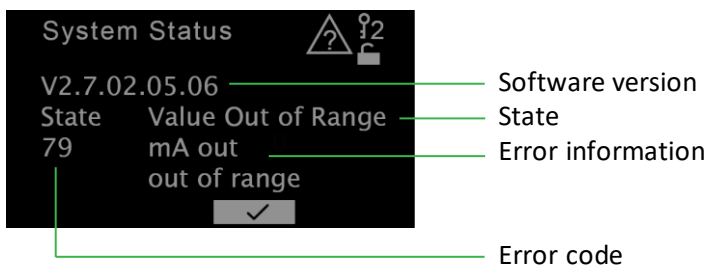 System Status
2
V2.7.02.05.06
Software version
State Value Out of Range
State
79 mA out
Error information
out of range
Error code